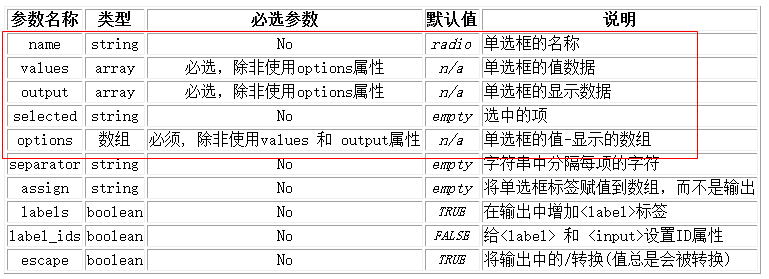 参数名称 类型 必选参数 默认值 说明
name string No radio 单选框的名称
values array 必选，除非使用options属性 n/a 单选框的值数据
output array 必选，除非使用options属性 n/a 单选框的显示数据
selected string No empty 选中的项
options 数组 必须, 除非使用values 和 output属性 n/a 单选框的值-显示的数组
separator string No empty 字符串中分隔每项的字符
assign string No empty 将单选框标签赋值到数组，而不是输出
labels boolean No TRUE 在输出中增加<label>标签
label_ids boolean No FALSE 给<label> 和 <input>设置ID属性
escape boolean No TRUE 将输出中的/转换(值总是会被转换)